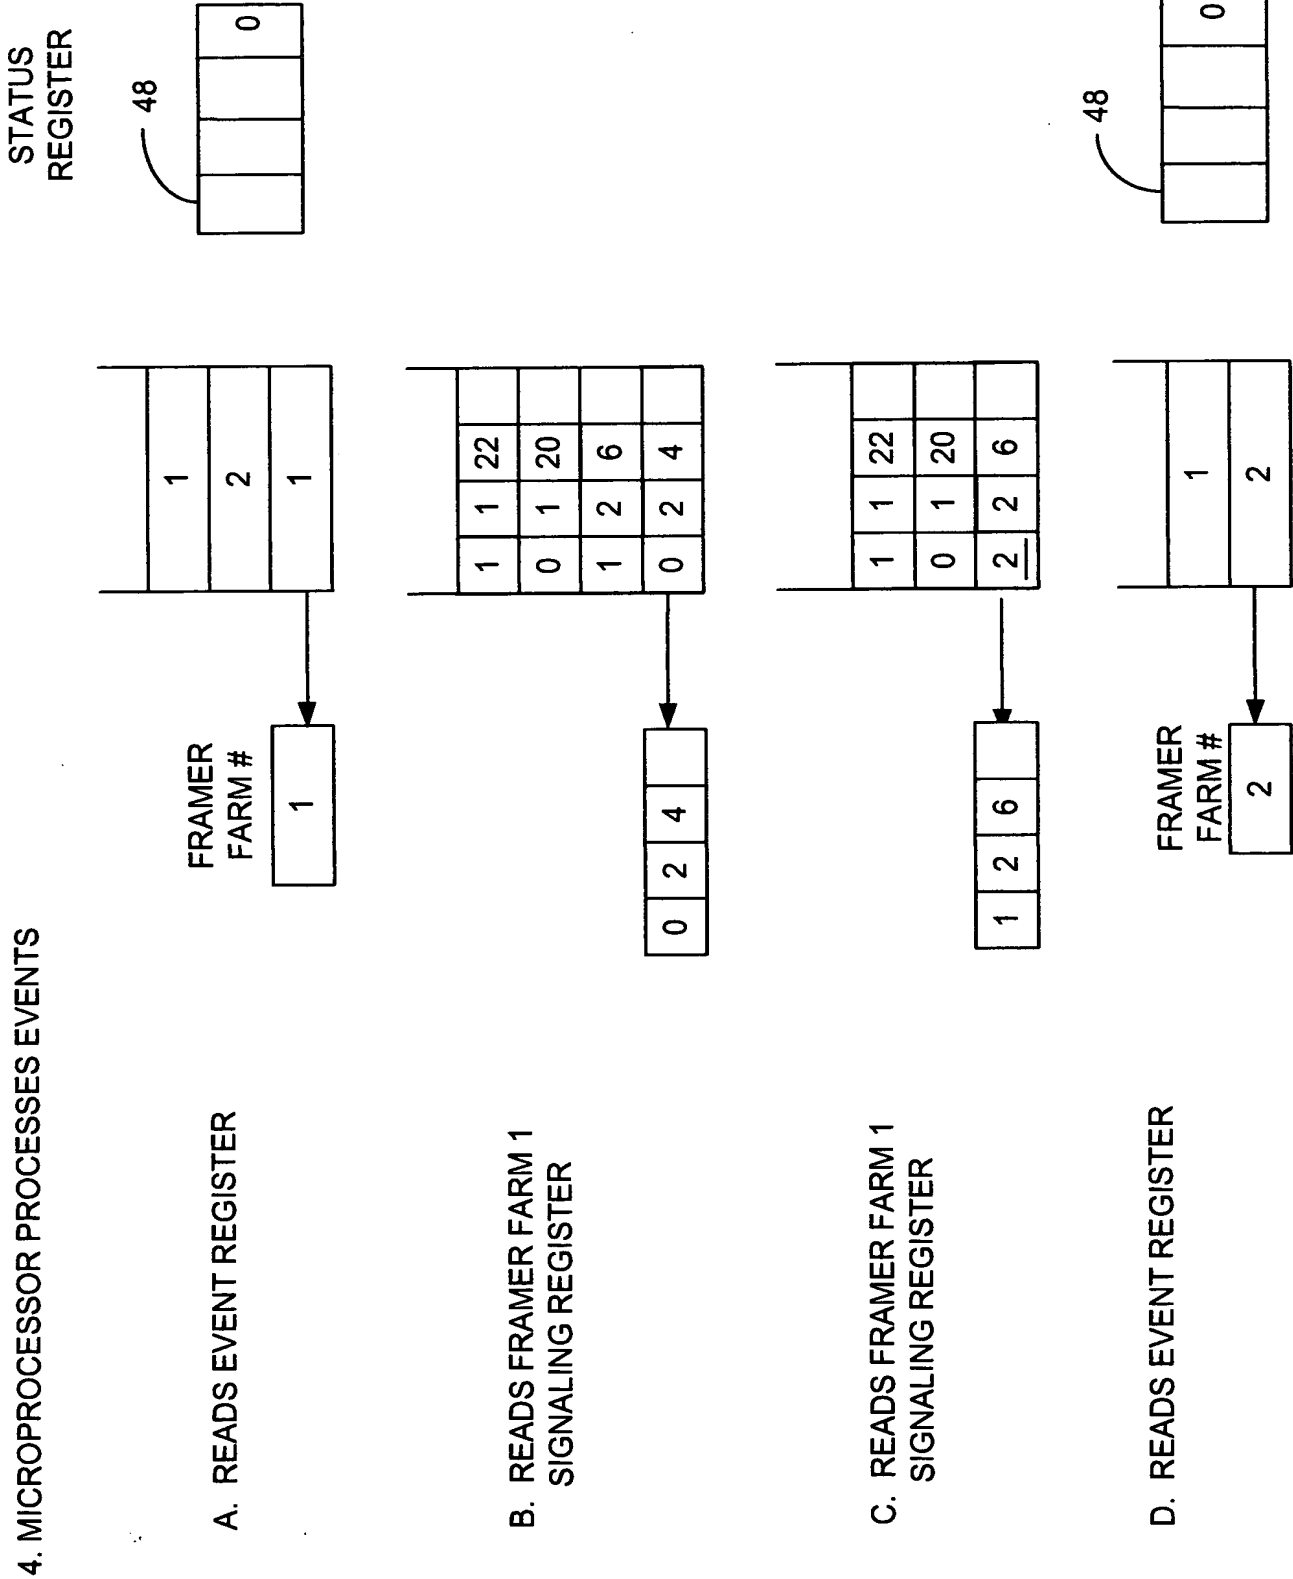 4. MICROPROCESSOR PROCESSES EVENTS
STATUS
REGISTER
48
A. READS EVENT REGISTER
FRAMER
FARM #
1
1
2
1
0
B. READS FRAMER FARM 1
SIGNALING REGISTER
0 2 4
1 1 22
0 1 20
1 2 6
0 2 4
C. READS FRAMER FARM 1
SIGNALING REGISTER
1 2 6
1 1 22
0 1 20
2 2 6
48
D. READS EVENT REGISTER
FRAMER
FARM #
2
1
2
0